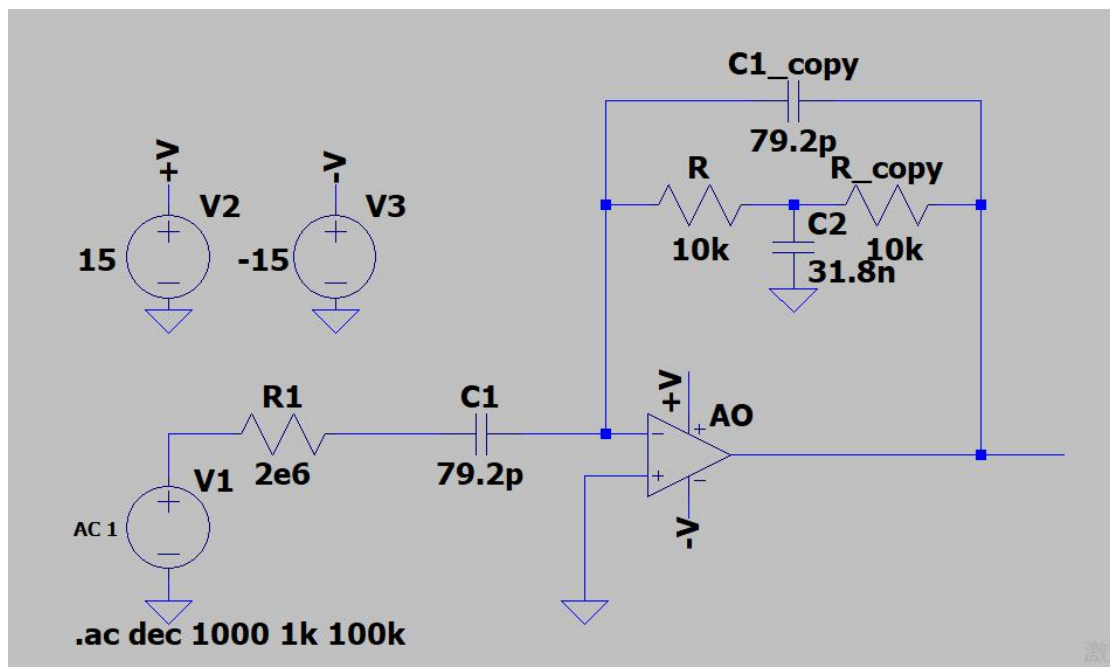 C1_copy
79.2p
R
R_copy
10k
10k
C2
31.8n
+V
V2
15
-V
V3
-15
R1
2e6
C1
79.2p
+V
AO
-V
V1
AC 1
.ac dec 1000 1k 100k
激